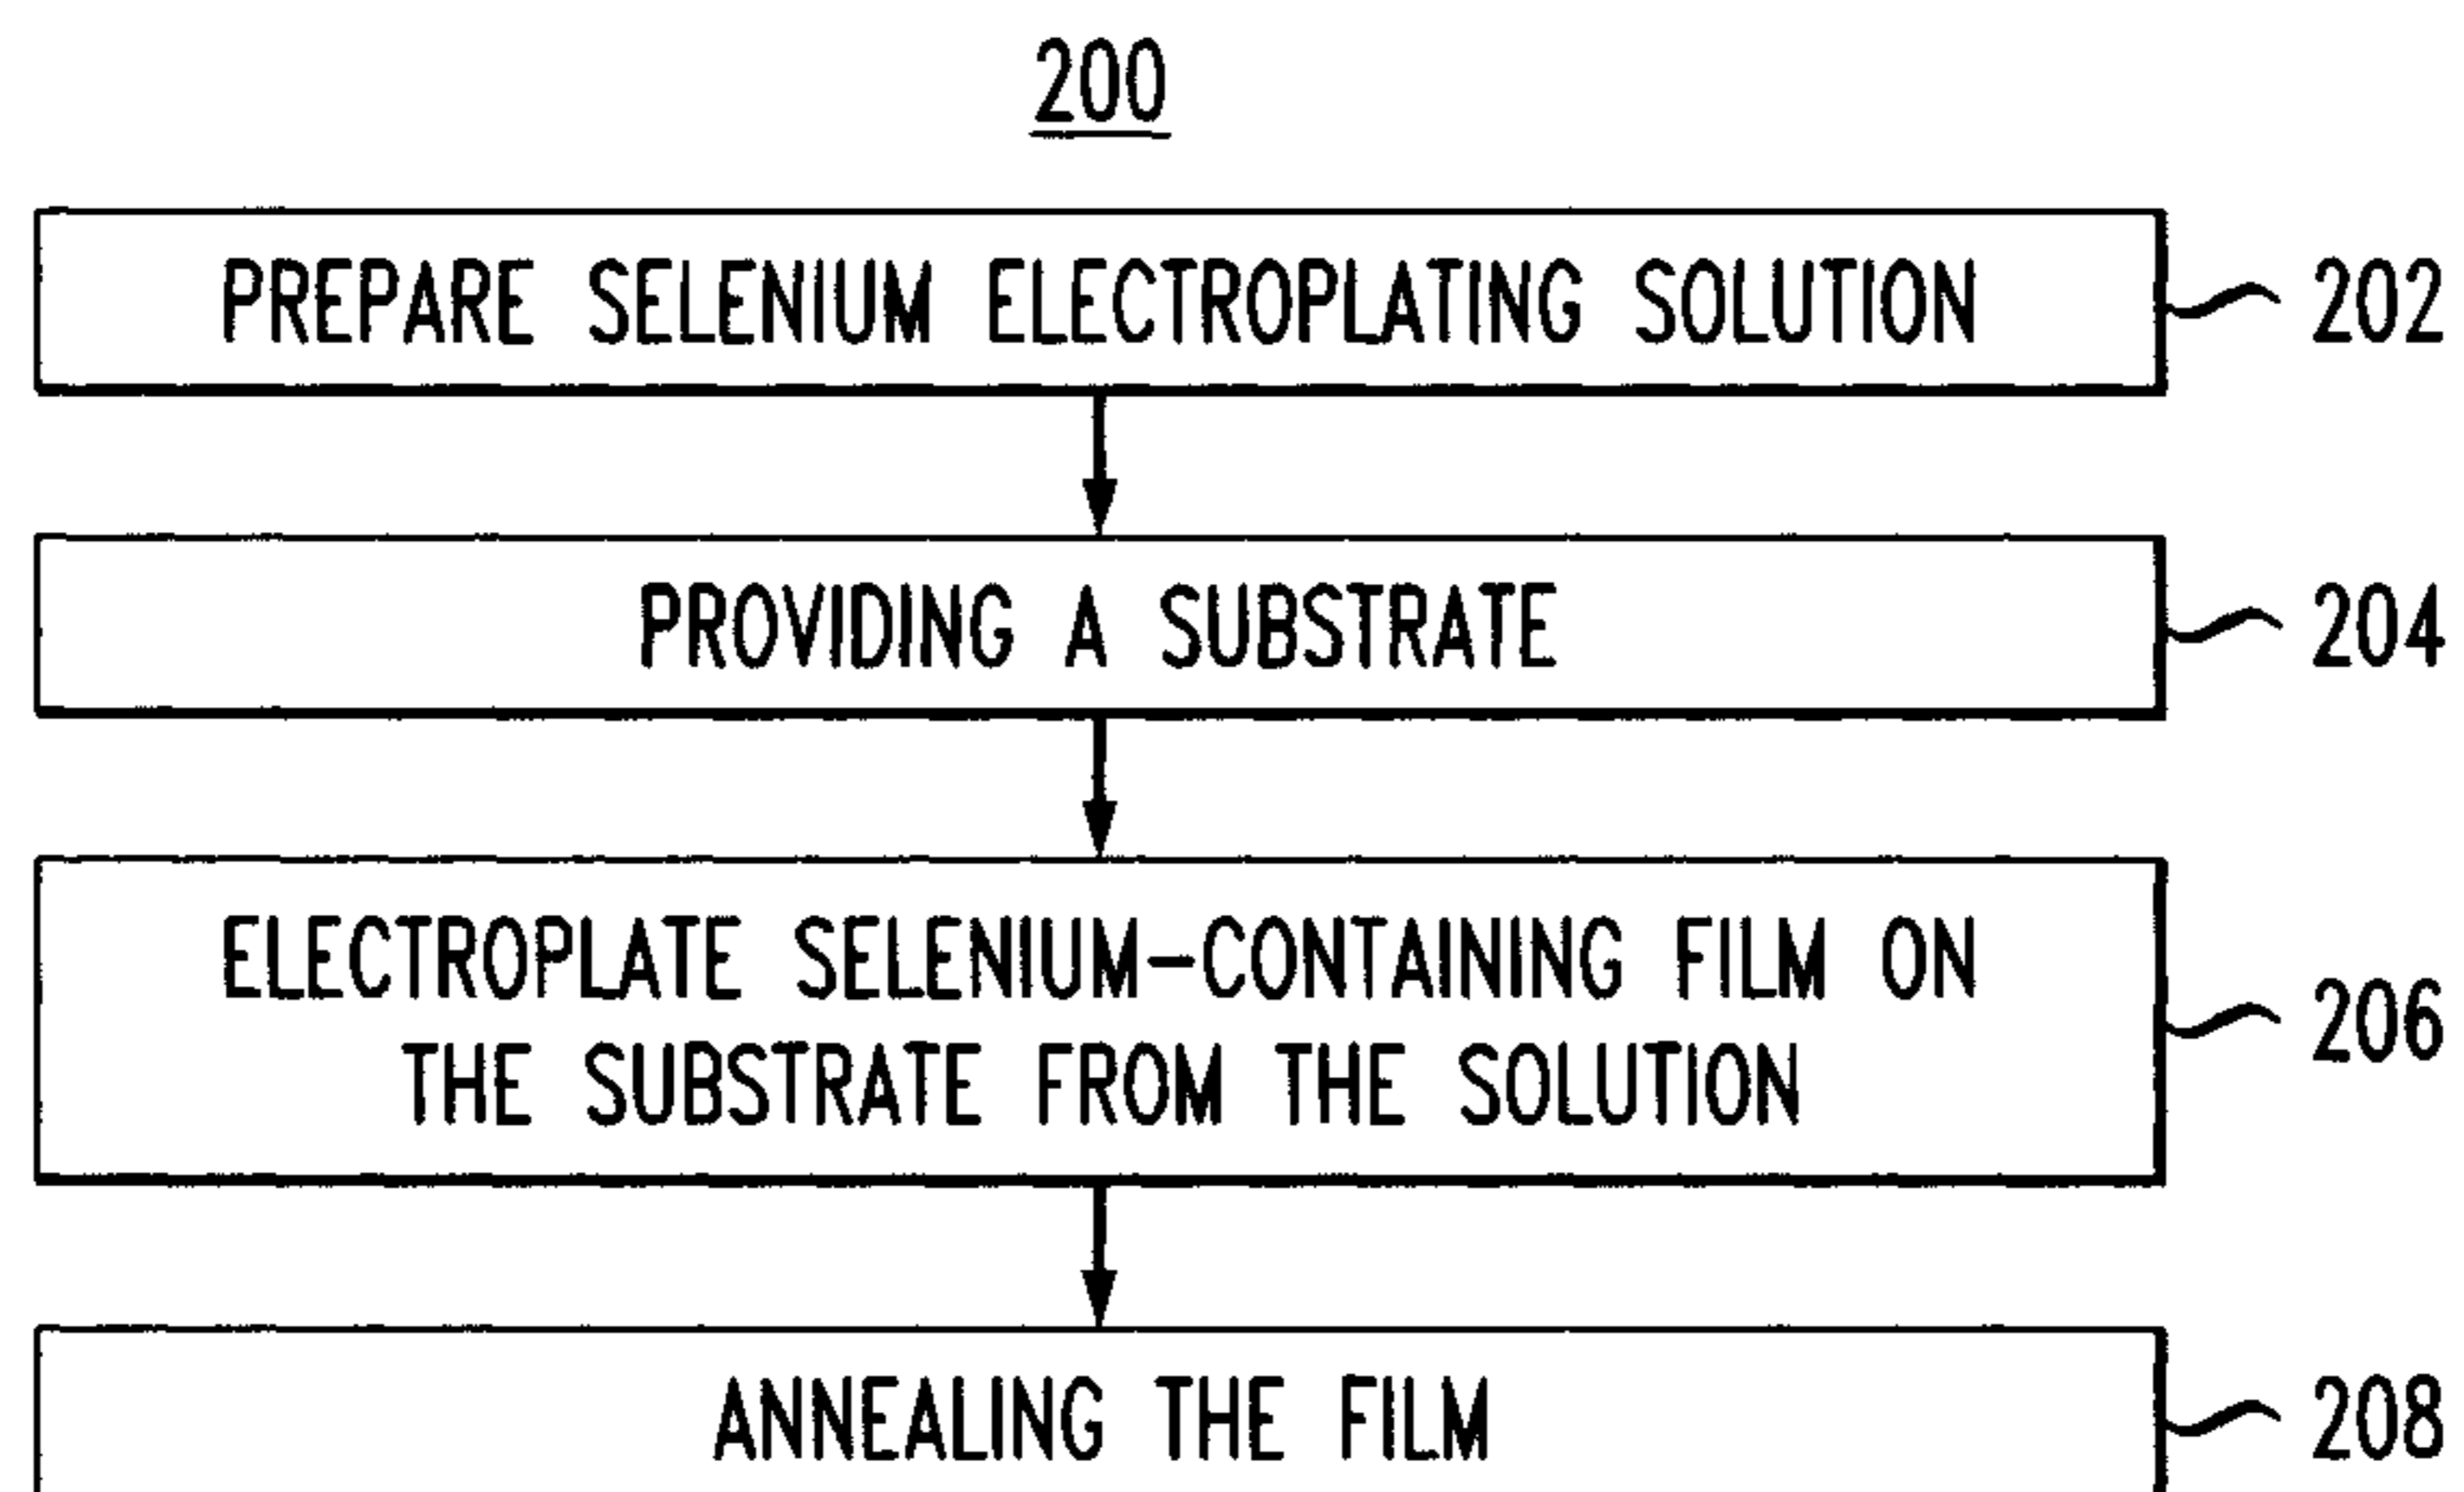 200
PREPARE SELENIUM ELECTROPLATING SOLUTION
202
PROVIDING A SUBSTRATE
204
ELECTROPLATE SELENIUM-CONTAINING FILM ON
THE SUBSTRATE FROM THE SOLUTION
206
ANNEALING THE FILM
208